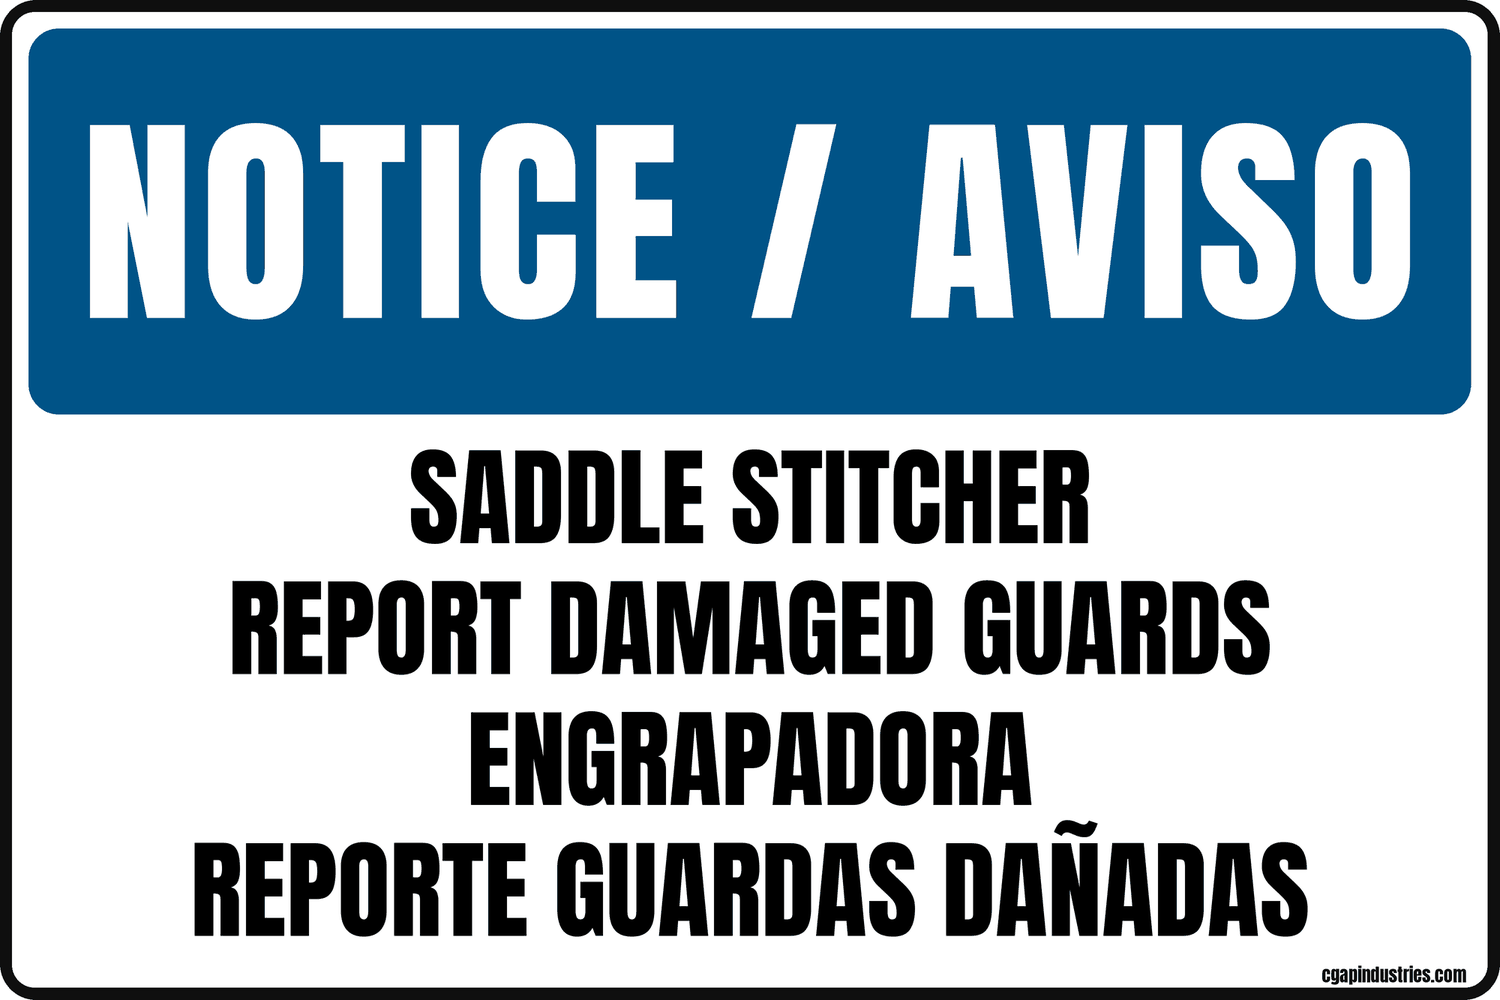 NOTICE / AVISO
SADDLE STITCHER
REPORT DAMAGED GUARDS
ENGRAPADORA
REPORTE GUARDAS DAÑADAS
cgapindustries.com